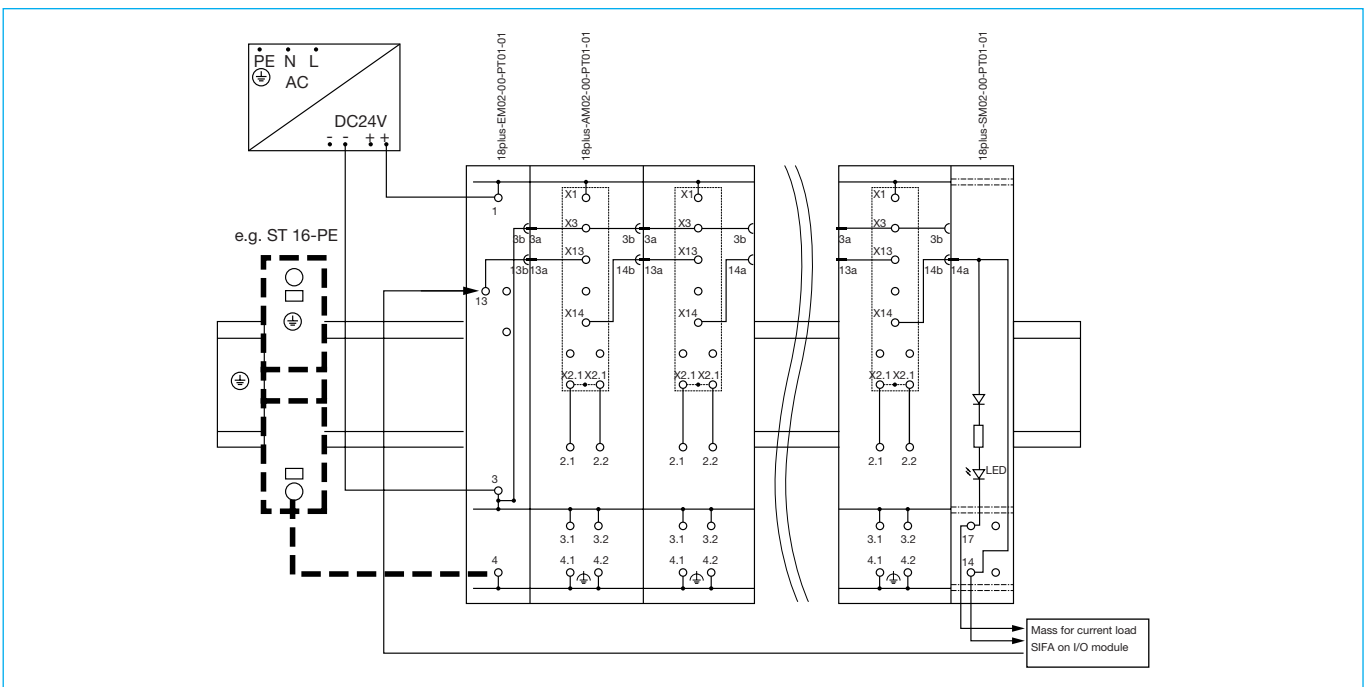 PE N L
AC
DC24V
- - + +
18plus-EM02-00-PT01-01
18plus-AM02-00-PT01-01
18plus-SM02-00-PT01-01
e.g. ST 16-PE
1
X1
X1
X1
X3
X3
X3
3b 3a
3b 3a
3b
3a
3b
X13
X13
X13
13b 13a
14b 13a
14a
13a
14b 14a
13
X14
X14
X14
X2.1 X2.1
X2.1 X2.1
X2.1 X2.1
2.1 2.2
2.1 2.2
2.1 2.2
LED
3
3.1 3.2
3.1 3.2
3.1 3.2
17
4
4.1 4.2
4.1 4.2
4.1 4.2
14
Mass for current load
SIFA on I/O module